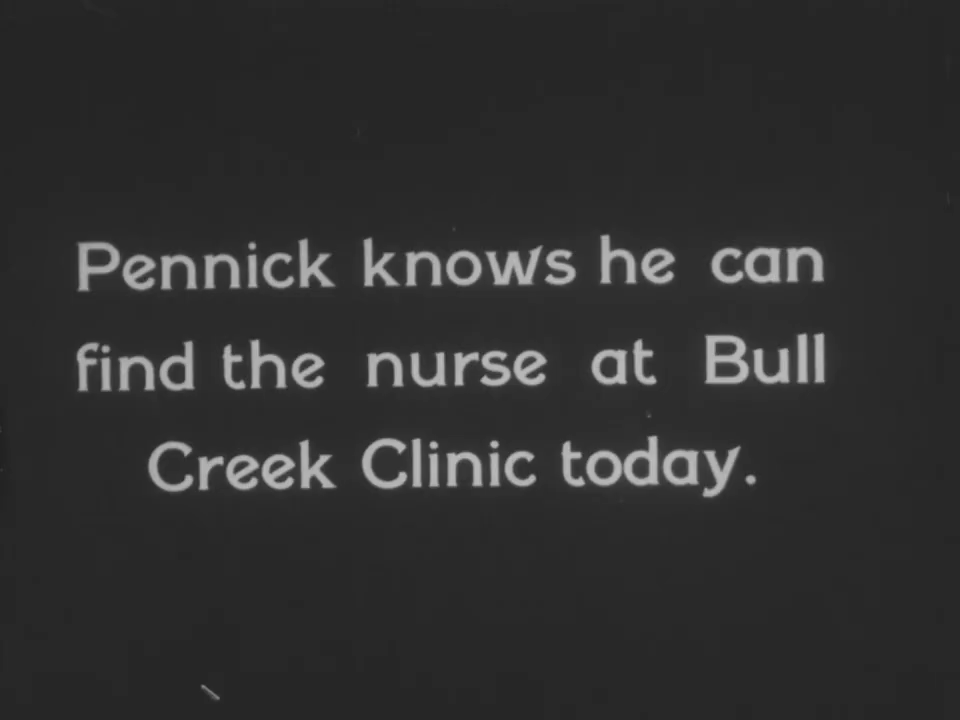 Pennick knows he can
find the nurse at Bull
Creek Clinic today.